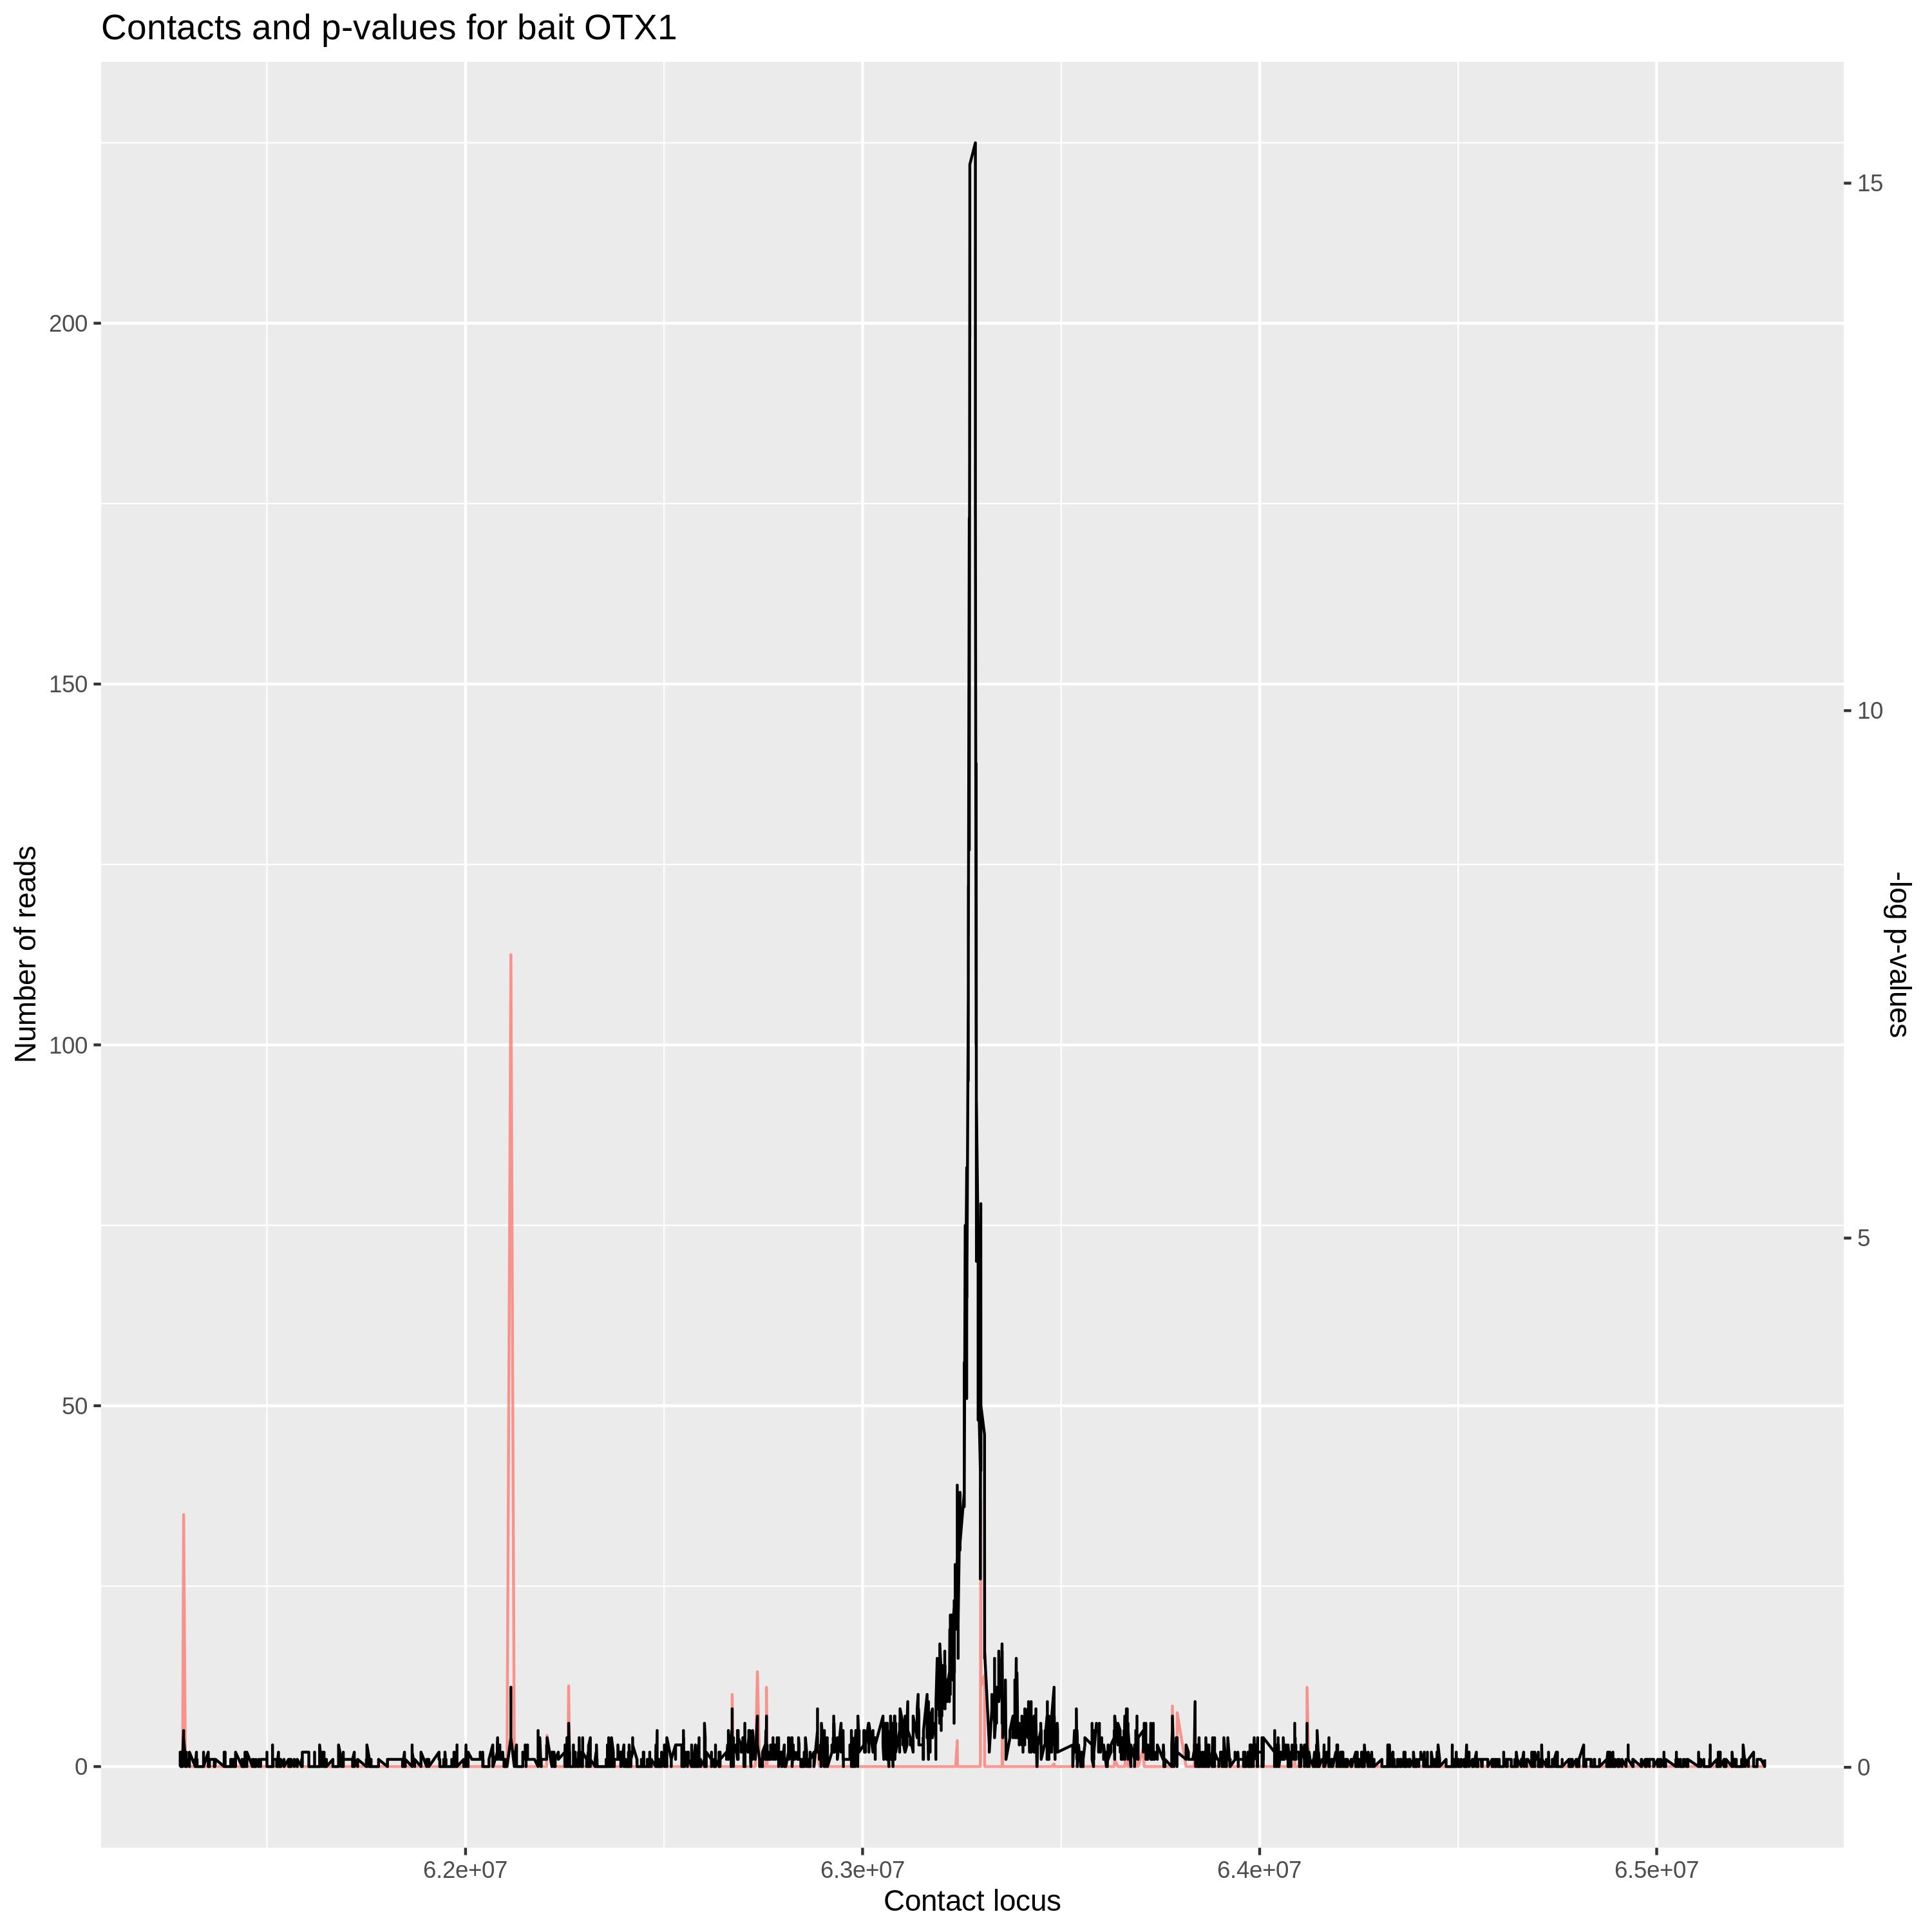 Contacts and p-values for bait OTX1
200
150
100
50
0
Number of reads
15
10
5
0
-log p-values
6.2e+07
6.3e+07
6.4e+07
6.5e+07
Contact locus